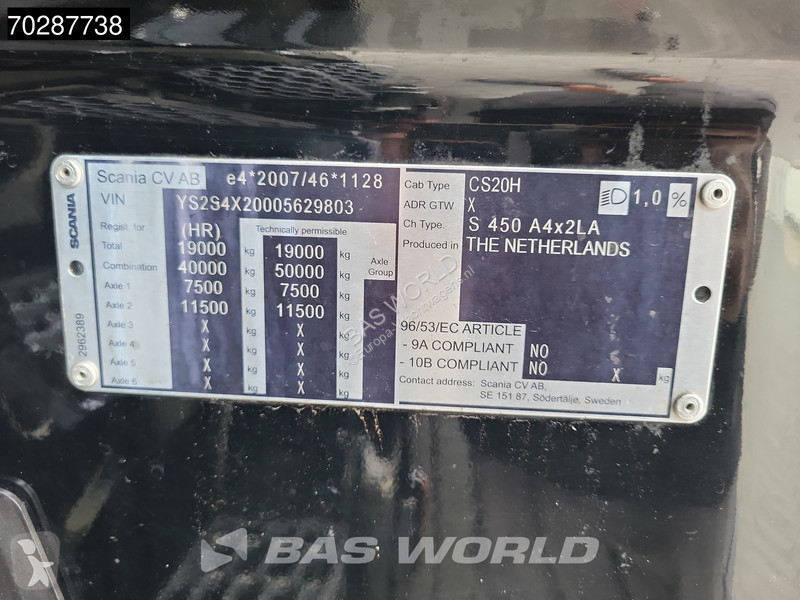 70287738
SCANIA
2962389
Scania CV AB e4*2007/46*1128
VIN YS2S4X20005629803
Regist. for (HR) Technically permissible
Total 19000 kg 19000 kg Axle
Combination 40000 kg 50000 kg Group
Axle 1 7500 kg 7500 kg
Axle 2 11500 kg 11500 kg
Axle 3 X kg X kg
Axle 4 X kg X kg
Axle 5 X kg X kg
Axle 6 X kg X kg
Cab Type CS20H 1,0 %
ADR GTW X
Ch Type. S 450 A4x2LA
Produced in THE NETHERLANDS
96/53/EC ARTICLE
- 9A COMPLIANT NO
- 10B COMPLIANT NO X kg
Contact address: Scania CV AB,
SE 151 87, Södertälje, Sweden
BAS WORLD
BAS WORLD